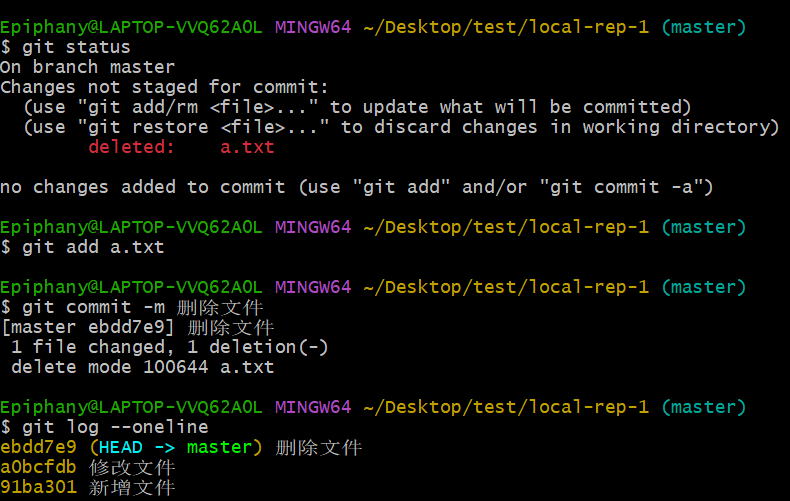 Epiphany@LAPTOP-VVQ62AOL MINGW64 ~/Desktop/test/local-rep-1 (master)
$ git status
On branch master
Changes not staged for commit:
  (use "git add/rm <file>..." to update what will be committed)
  (use "git restore <file>..." to discard changes in working directory)
        deleted:    a.txt

no changes added to commit (use "git add" and/or "git commit -a")

Epiphany@LAPTOP-VVQ62AOL MINGW64 ~/Desktop/test/local-rep-1 (master)
$ git add a.txt

Epiphany@LAPTOP-VVQ62AOL MINGW64 ~/Desktop/test/local-rep-1 (master)
$ git commit -m 删除文件
[master ebdd7e9] 删除文件
 1 file changed, 1 deletion(-)
 delete mode 100644 a.txt

Epiphany@LAPTOP-VVQ62AOL MINGW64 ~/Desktop/test/local-rep-1 (master)
$ git log --oneline
ebdd7e9 (HEAD -> master) 删除文件
a0bcfdb 修改文件
91ba301 新增文件